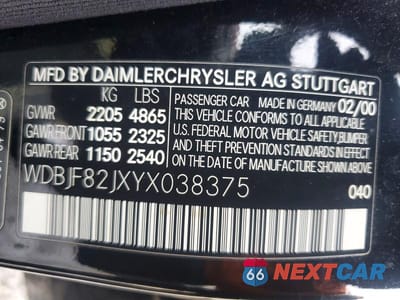 MFD BY DAIMLERCHRYSLER AG STUTTGART
KG LBS
GVWR 2205 4865
GAWR FRONT 1055 2325
GAWR REAR 1150 2540
PASSENGER CAR MADE IN GERMANY 02/00
THIS VEHICLE CONFORMS TO ALL APPLICABLE
U.S. FEDERAL MOTOR VEHICLE SAFETY, BUMPER,
AND THEFT PREVENTION STANDARDS IN EFFECT
ON THE DATE OF MANUFACTURE SHOWN ABOVE.
WDBJF82JXYX038375
040
66 NEXTCAR